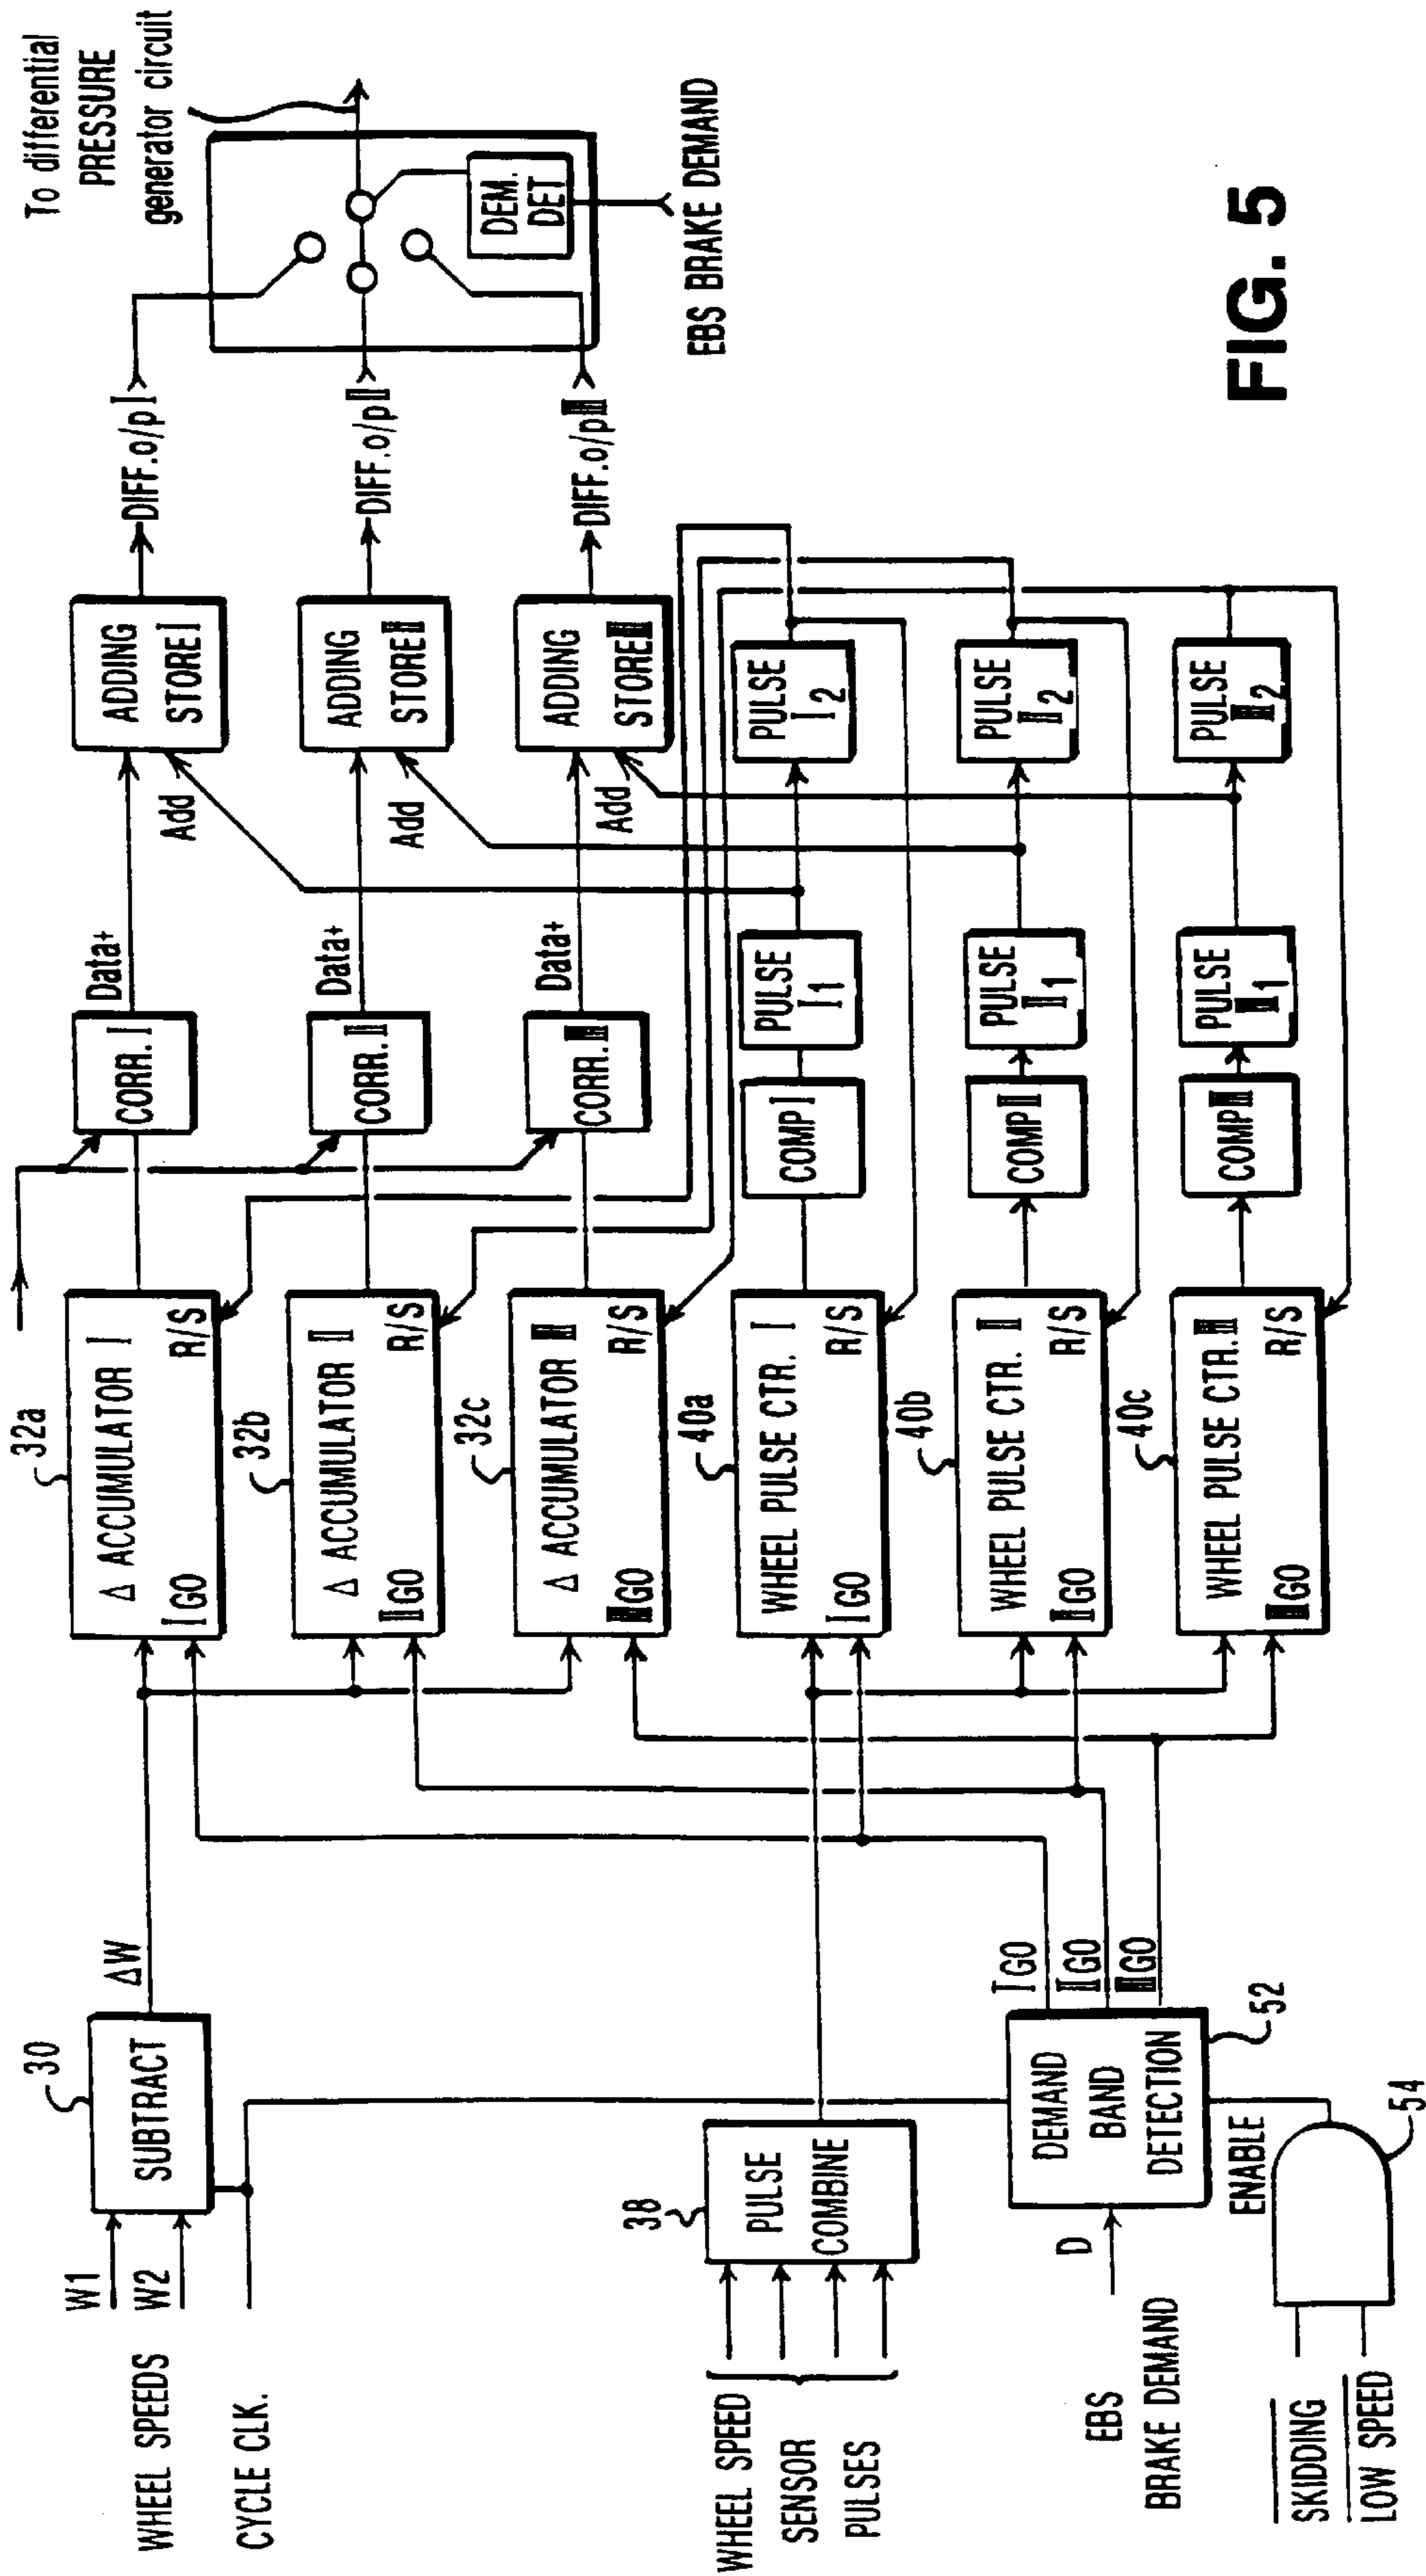 To differential
PRESSURE
generator circuit
DEM.
DET
EBS BRAKE DEMAND
DIFF.o/p I
DIFF.o/p II
DIFF.o/p III
ADDING
STORE I
ADDING
STORE II
ADDING
STORE III
Add
Add
Add
Data+
Data+
Data+
CORR. I
CORR. II
CORR. III
PULSE
I2
PULSE
II2
PULSE
III2
PULSE
I1
PULSE
II1
PULSE
III1
COMP I
COMP II
COMP III
32a
Δ ACCUMULATOR I
I GO
R/S
32b
Δ ACCUMULATOR II
II GO
R/S
32c
Δ ACCUMULATOR III
III GO
R/S
40a
WHEEL PULSE CTR. I
I GO
R/S
40b
WHEEL PULSE CTR. II
II GO
R/S
40c
WHEEL PULSE CTR. III
III GO
R/S
ΔW
30
SUBTRACT
W1
W2
WHEEL SPEEDS
CYCLE CLK.
38
PULSE
COMBINE
WHEEL SPEED
SENSOR
PULSES
I GO
II GO
III GO
52
DEMAND
BAND
DETECTION
D
EBS
BRAKE DEMAND
ENABLE
54
SKIDDING
LOW SPEED
FIG. 5